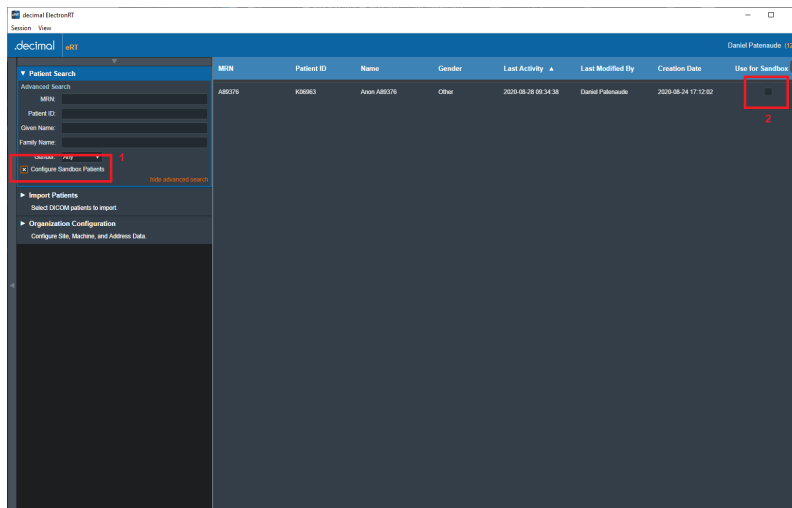 decimal ElectronRT
Session View
.decimal eRT
Daniel Patenaude
Patient Search
Advanced Search
MRN:
Patient ID:
Given Name:
Family Name:
Gender: Any
1
Configure Sandbox Patients
hide advanced search
Import Patients
Select DICOM patients to import.
Organization Configuration
Configure Site, Machine, and Address Data.
MRN Patient ID Name Gender Last Activity Last Modified By Creation Date Use for Sandbox
A89376 K06963 Anon A89376 Other 2020-08-28 09:34:38 Daniel Patenaude 2020-08-24 17:12:02
2